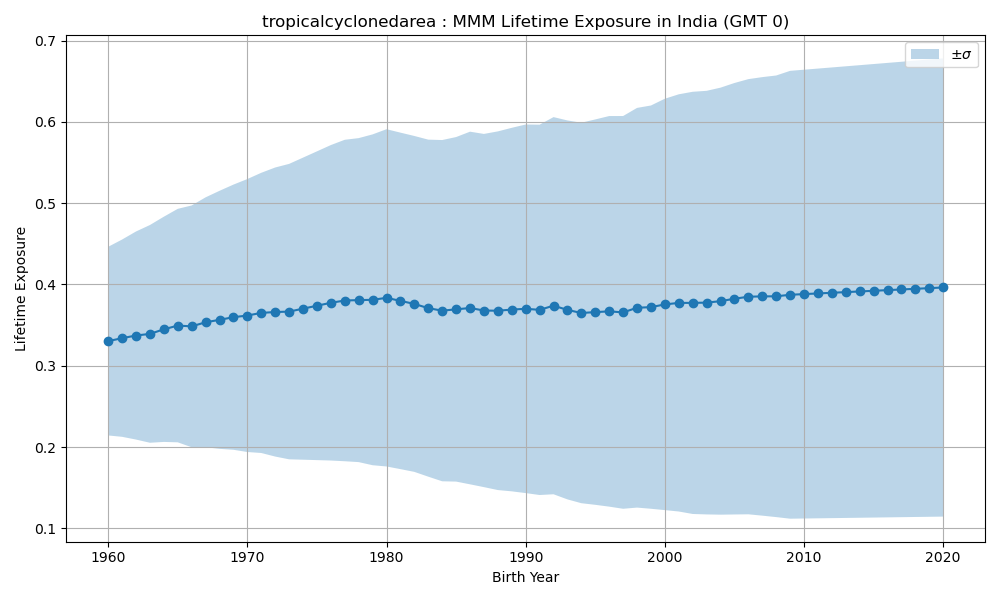 tropicalcyclonedarea : MMM Lifetime Exposure in India (GMT 0)
±σ
Lifetime Exposure
0.7
0.6
0.5
0.4
0.3
0.2
0.1
1960 1970 1980 1990 2000 2010 2020
Birth Year